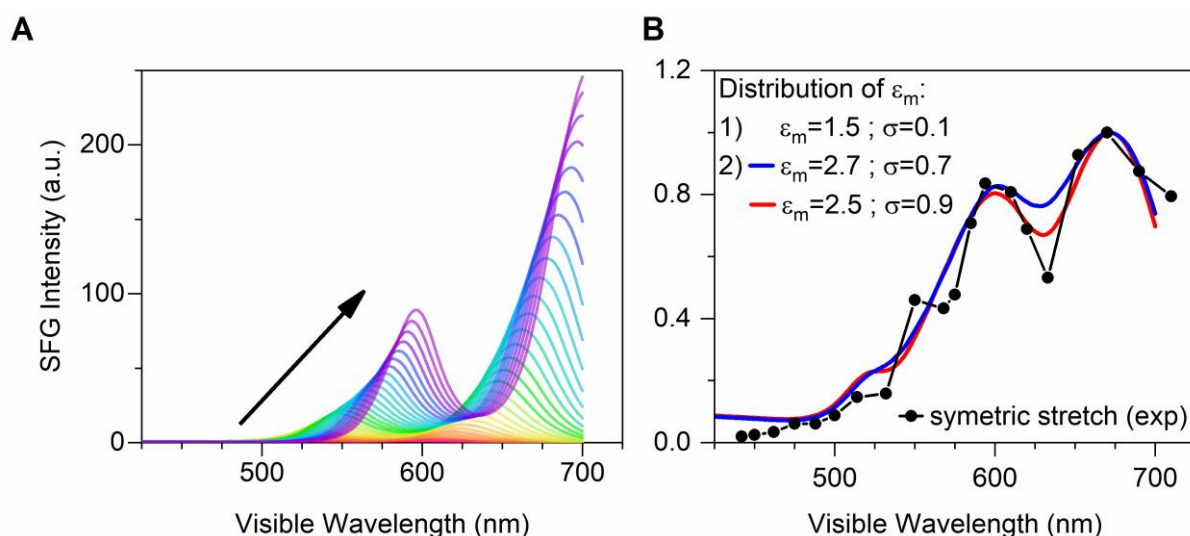 A
SFG Intensity (a.u.)
200
100
0
500
600
700
Visible Wavelength (nm)
B
1.2
0.8
0.4
0.0
Distribution of εm:
1) εm=1.5 ; σ=0.1
2) εm=2.7 ; σ=0.7
εm=2.5 ; σ=0.9
symetric stretch (exp)
500
600
700
Visible Wavelength (nm)